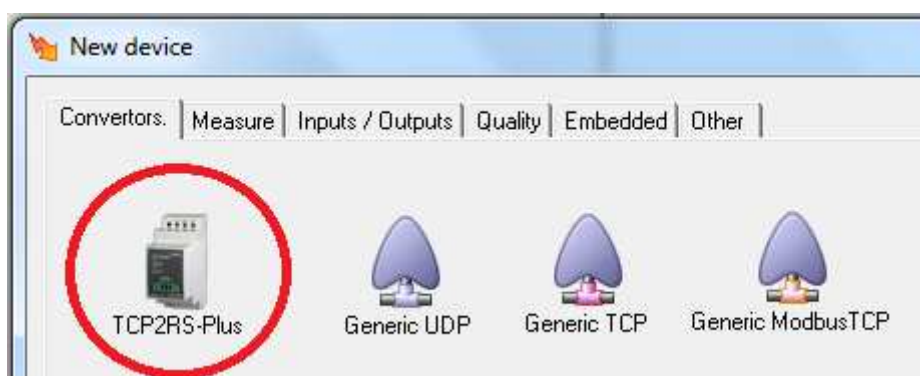 New device
Convertors. Measure Inputs / Outputs Quality Embedded Other
TCP2RS-Plus Generic UDP Generic TCP Generic ModbusTCP